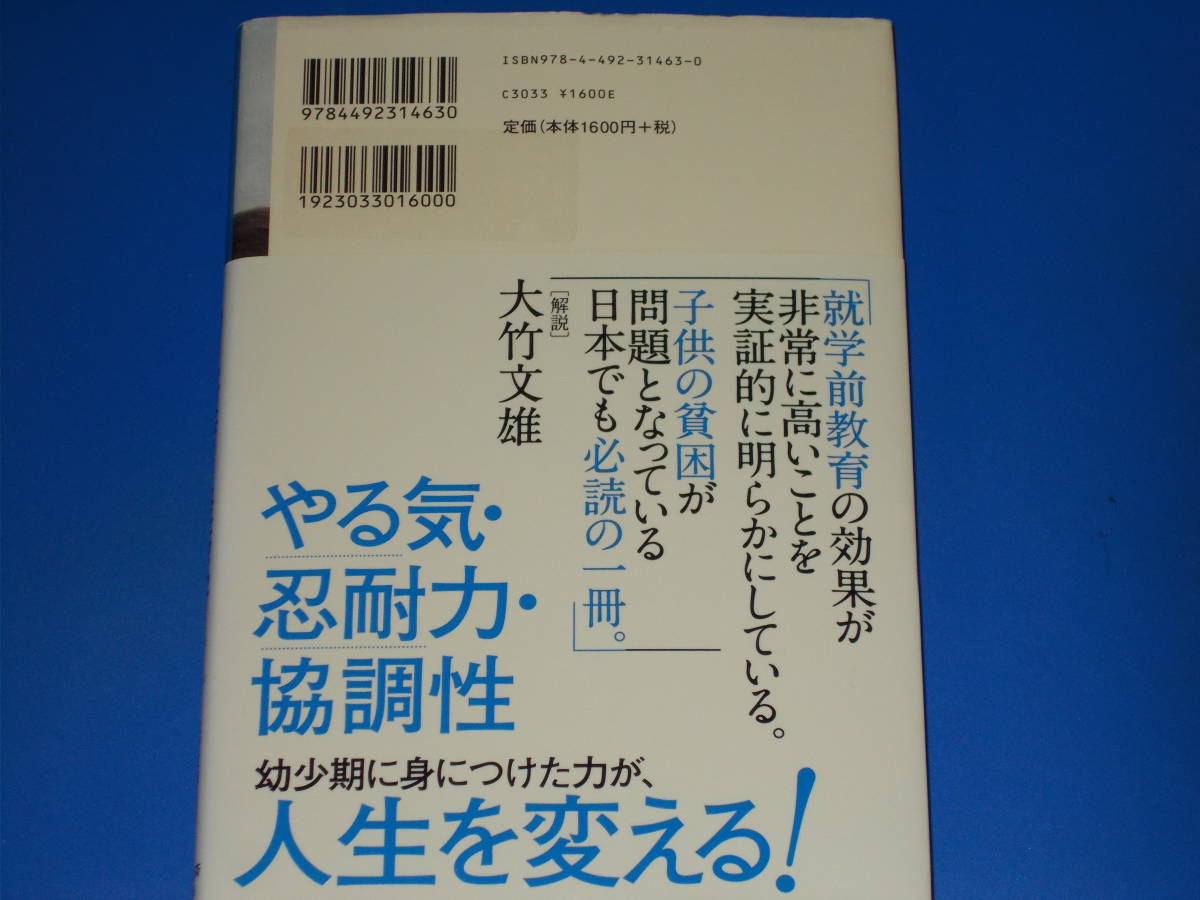 9784492314630
1923033016000
ISBN978-4-492-31463-0
C3033 ¥1600E
定価(本体1600円+税)
「就学前教育の効果が
非常に高いことを
実証的に明らかにしている。
子供の貧困が
問題となっている
日本でも必読の一冊。」
[解説]
大竹文雄
やる気・
忍耐力・
協調性
幼少期に身につけた力が、
人生を変える!